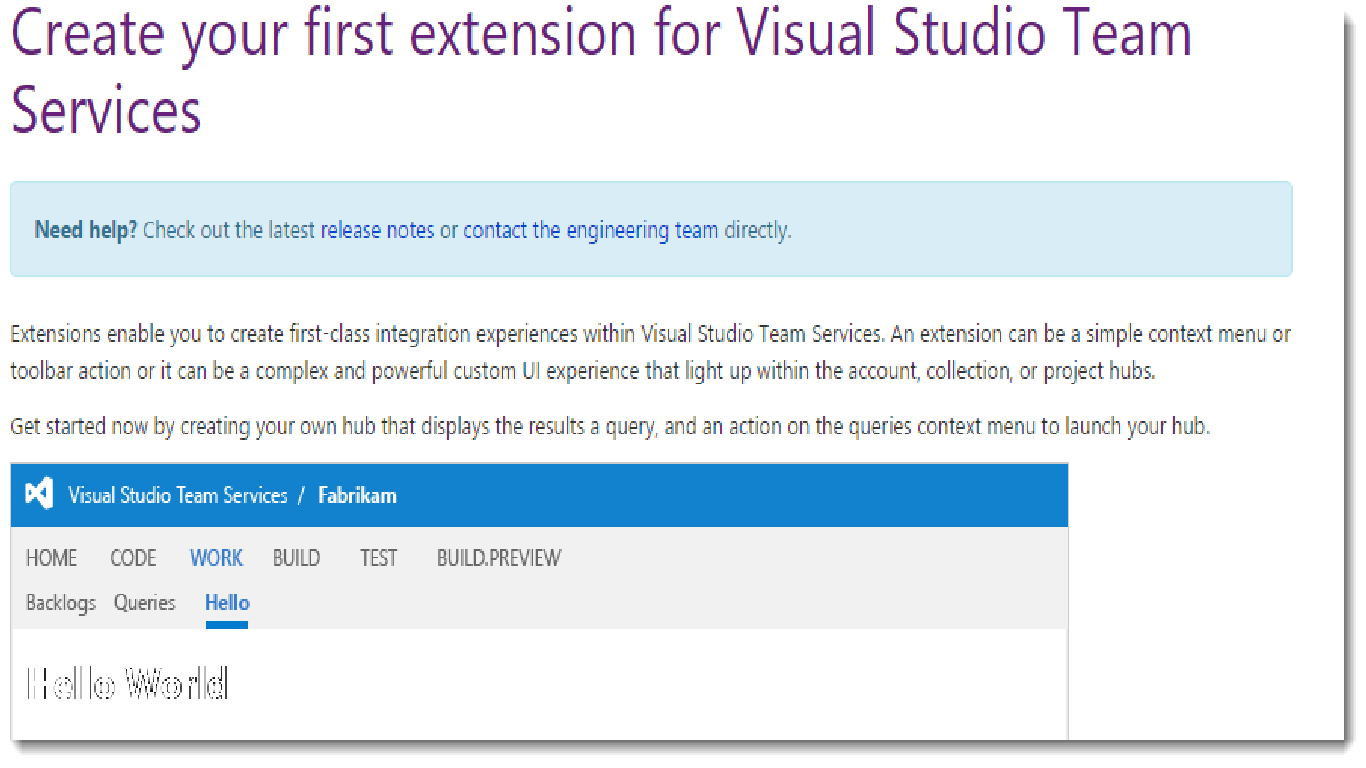 Create your first extension for Visual Studio Team
Services
Need help? Check out the latest release notes or contact the engineering team directly.
Extensions enable you to create first-class integration experiences within Visual Studio Team Services. An extension can be a simple context menu or
toolbar action or it can be a complex and powerful custom UI experience that light up within the account, collection, or project hubs.
Get started now by creating your own hub that displays the results a query, and an action on the queries context menu to launch your hub.
Visual Studio Team Services / Fabrikam
HOME CODE WORK BUILD TEST BUILD.PREVIEW
Backlogs Queries Hello
Hello World